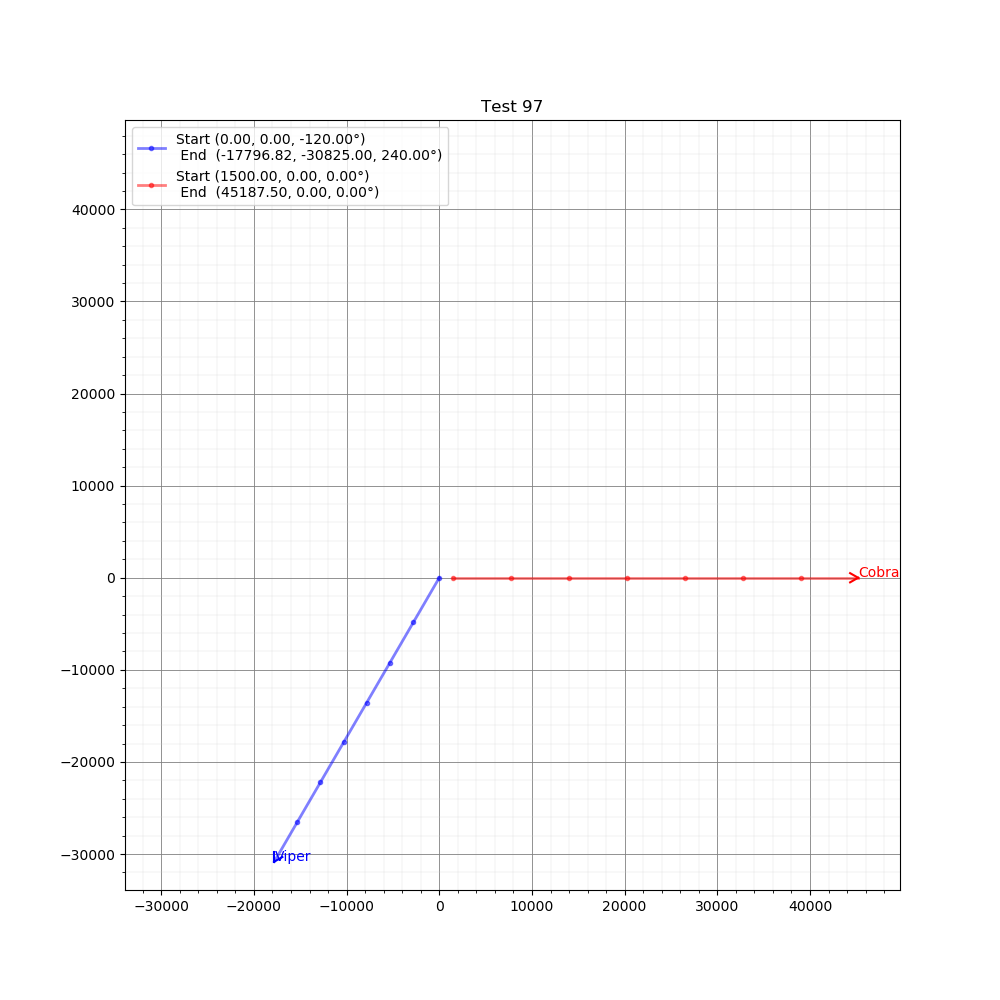 Test 97
Start (0.00, 0.00, -120.00°)
End (-17796.82, -30825.00, 240.00°)
Start (1500.00, 0.00, 0.00°)
End (45187.50, 0.00, 0.00°)
40000
30000
20000
10000
0
−10000
−20000
−30000
Cobra
Viper
−30000 −20000 −10000 0 10000 20000 30000 40000